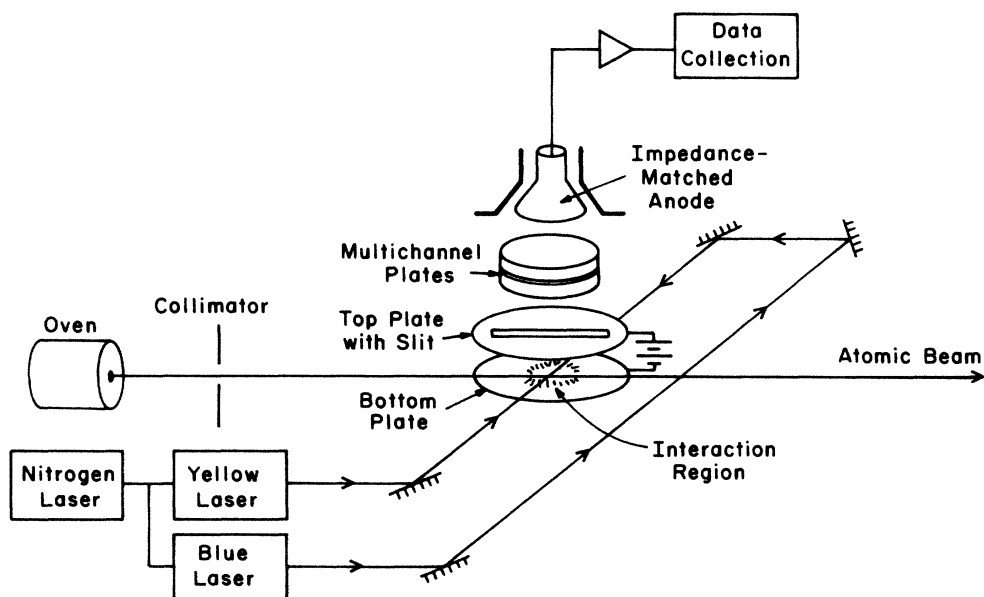 Data
Collection
Impedance-
Matched
Anode
Multichannel
Plates
Collimator
Oven
Top Plate
with Slit
Atomic Beam
Bottom
Plate
Interaction
Region
Nitrogen
Laser
Yellow
Laser
Blue
Laser